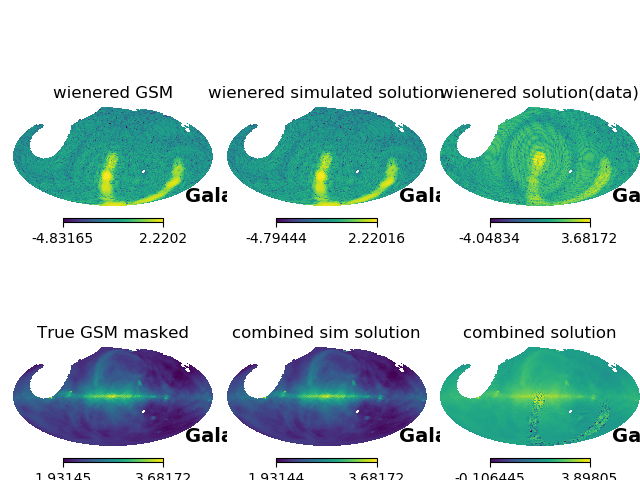 wienered GSM
wienered simulated solution
wienered solution(data)
Gala
Gala
Ga
-4.83165 2.2202
-4.79444 2.22016
-4.04834 3.68172
True GSM masked
combined sim solution
combined solution
Gala
Gala
Ga
1.93145 3.68172
1.93144 3.68172
-0.106445 3.89805